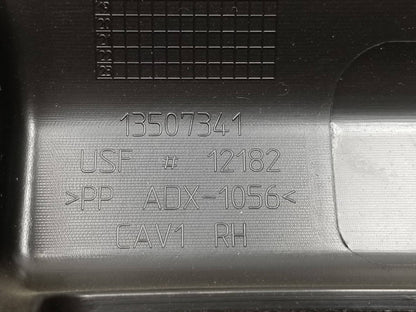 13507341
USF # 12182
>PP ADX-1056<
CAV1 RH